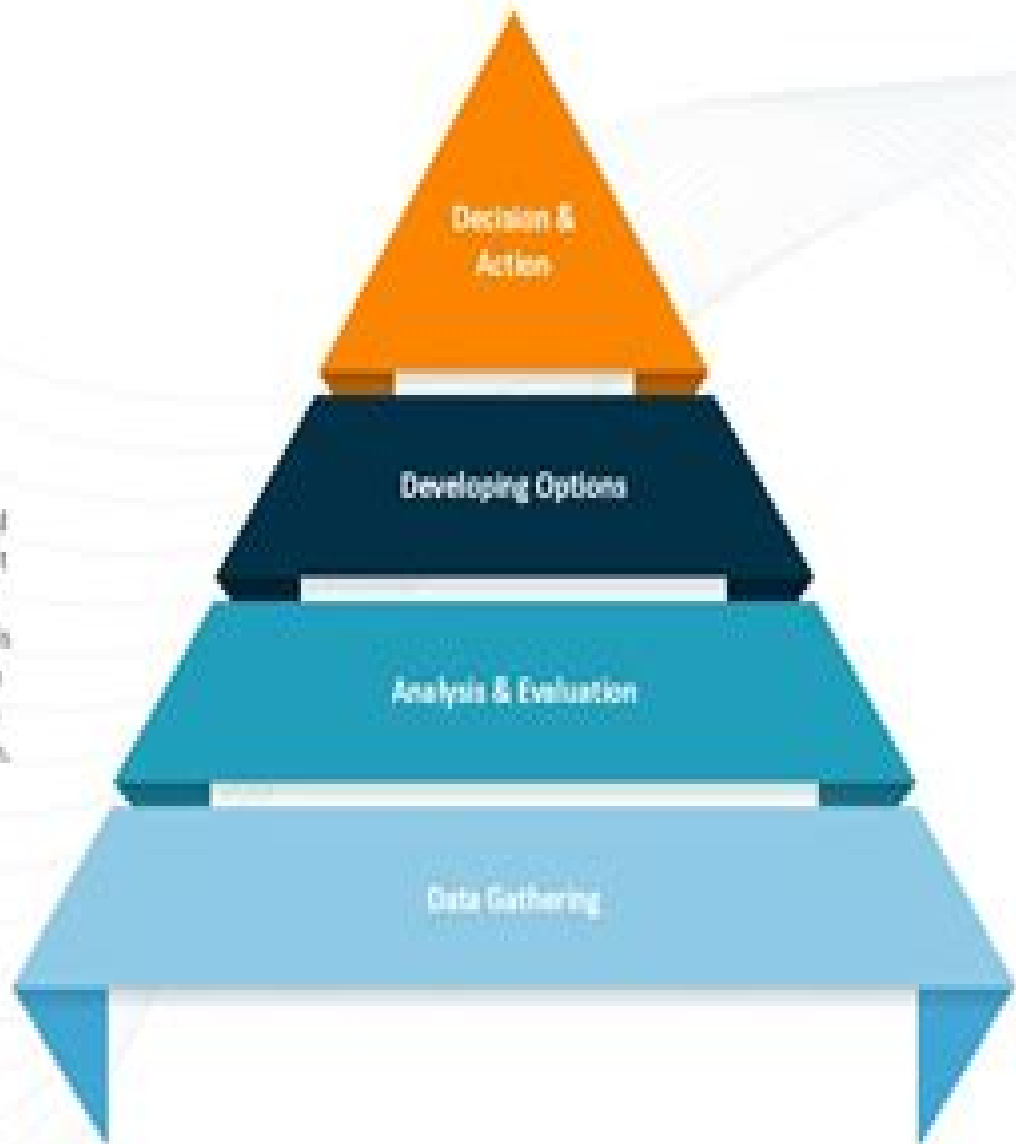 Decision &
Action
Developing Options
Analysis & Evaluation
Data Gathering